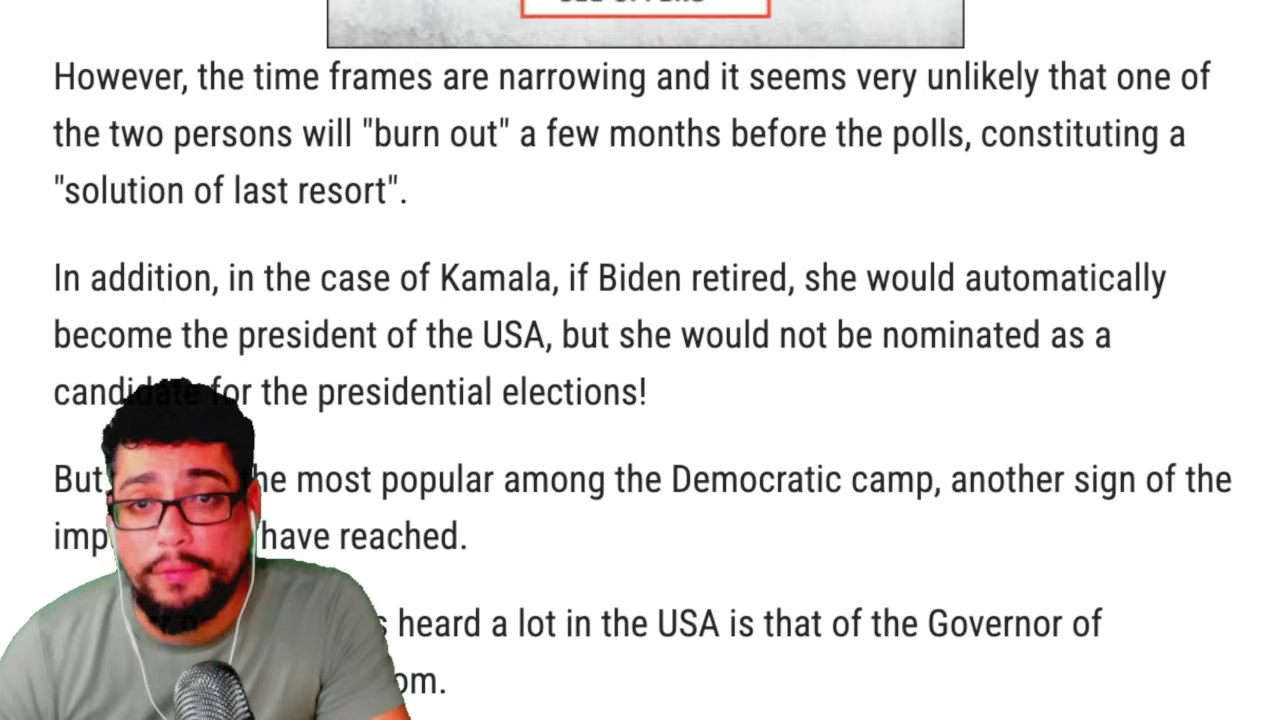 However, the time frames are narrowing and it seems very unlikely that one of
the two persons will "burn out" a few months before the polls, constituting a
"solution of last resort".
In addition, in the case of Kamala, if Biden retired, she would automatically
become the president of the USA, but she would not be nominated as a
candidate for the presidential elections!
But the most popular among the Democratic camp, another sign of the
have reached.
heard a lot in the USA is that of the Governor of